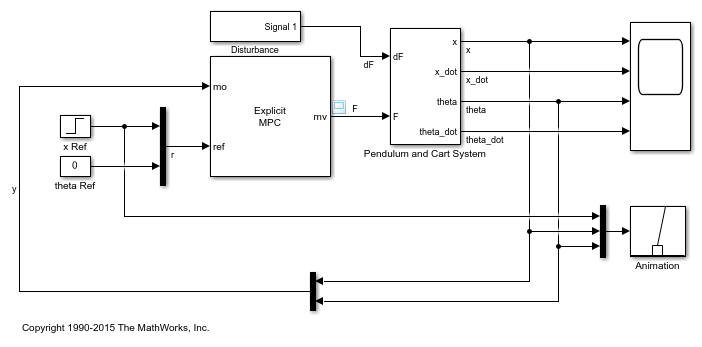 Signal 1
Disturbance
dF
mo
Explicit
MPC
mv
ref
F
dF
F
x
x_dot
theta
theta_dot
x
x_dot
theta
theta_dot
Pendulum and Cart System
x Ref
0
theta Ref
r
y
Animation
Copyright 1990-2015 The MathWorks, Inc.